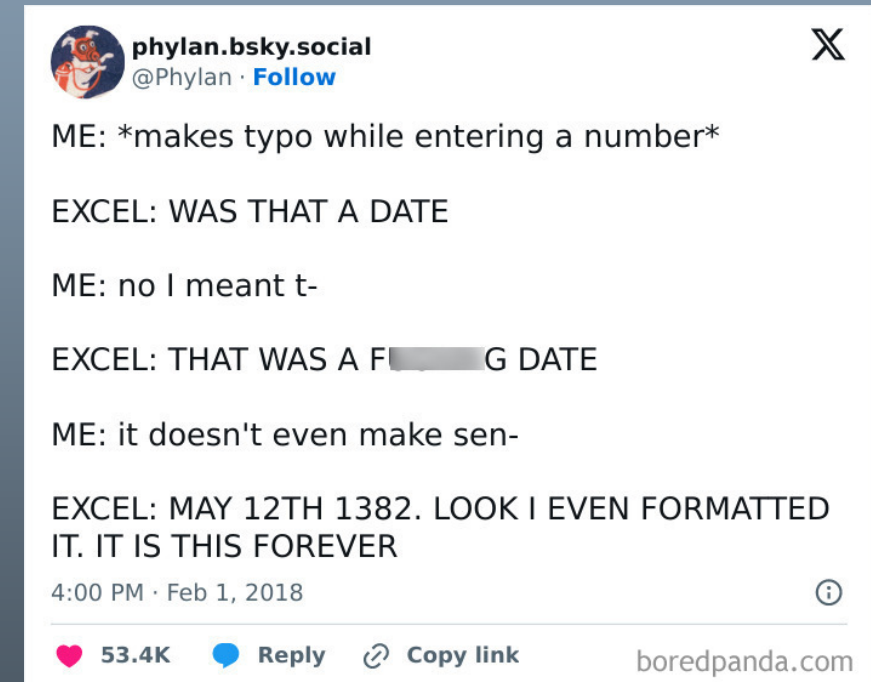 phylan.bsky.social
@Phylan · Follow
ME: *makes typo while entering a number*
EXCEL: WAS THAT A DATE
ME: no I meant t-
EXCEL: THAT WAS A F G DATE
ME: it doesn't even make sen-
EXCEL: MAY 12TH 1382. LOOK I EVEN FORMATTED
IT. IT IS THIS FOREVER
4:00 PM · Feb 1, 2018
53.4K Reply Copy link
boredpanda.com